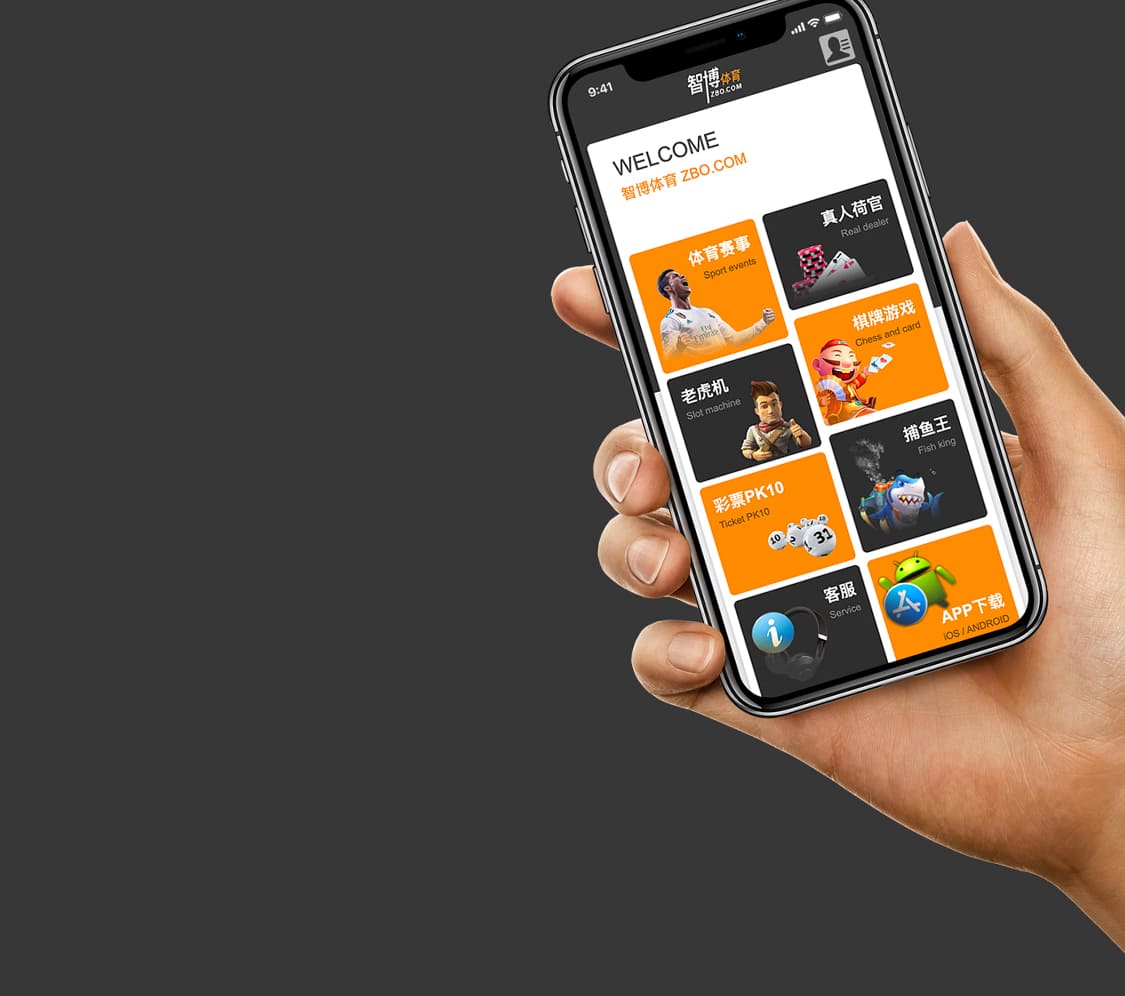 9:41
智博体育
ZBO.COM
WELCOME
智博体育 ZBO.COM
体育赛事
Sport events
真人荷官
Real dealer
老虎机
Slot machine
棋牌游戏
Chess and card
彩票PK10
Ticket PK10
10
31
捕鱼王
Fish king
客服
Service
i
APP下载
iOS / ANDROID
Fly
Emirates